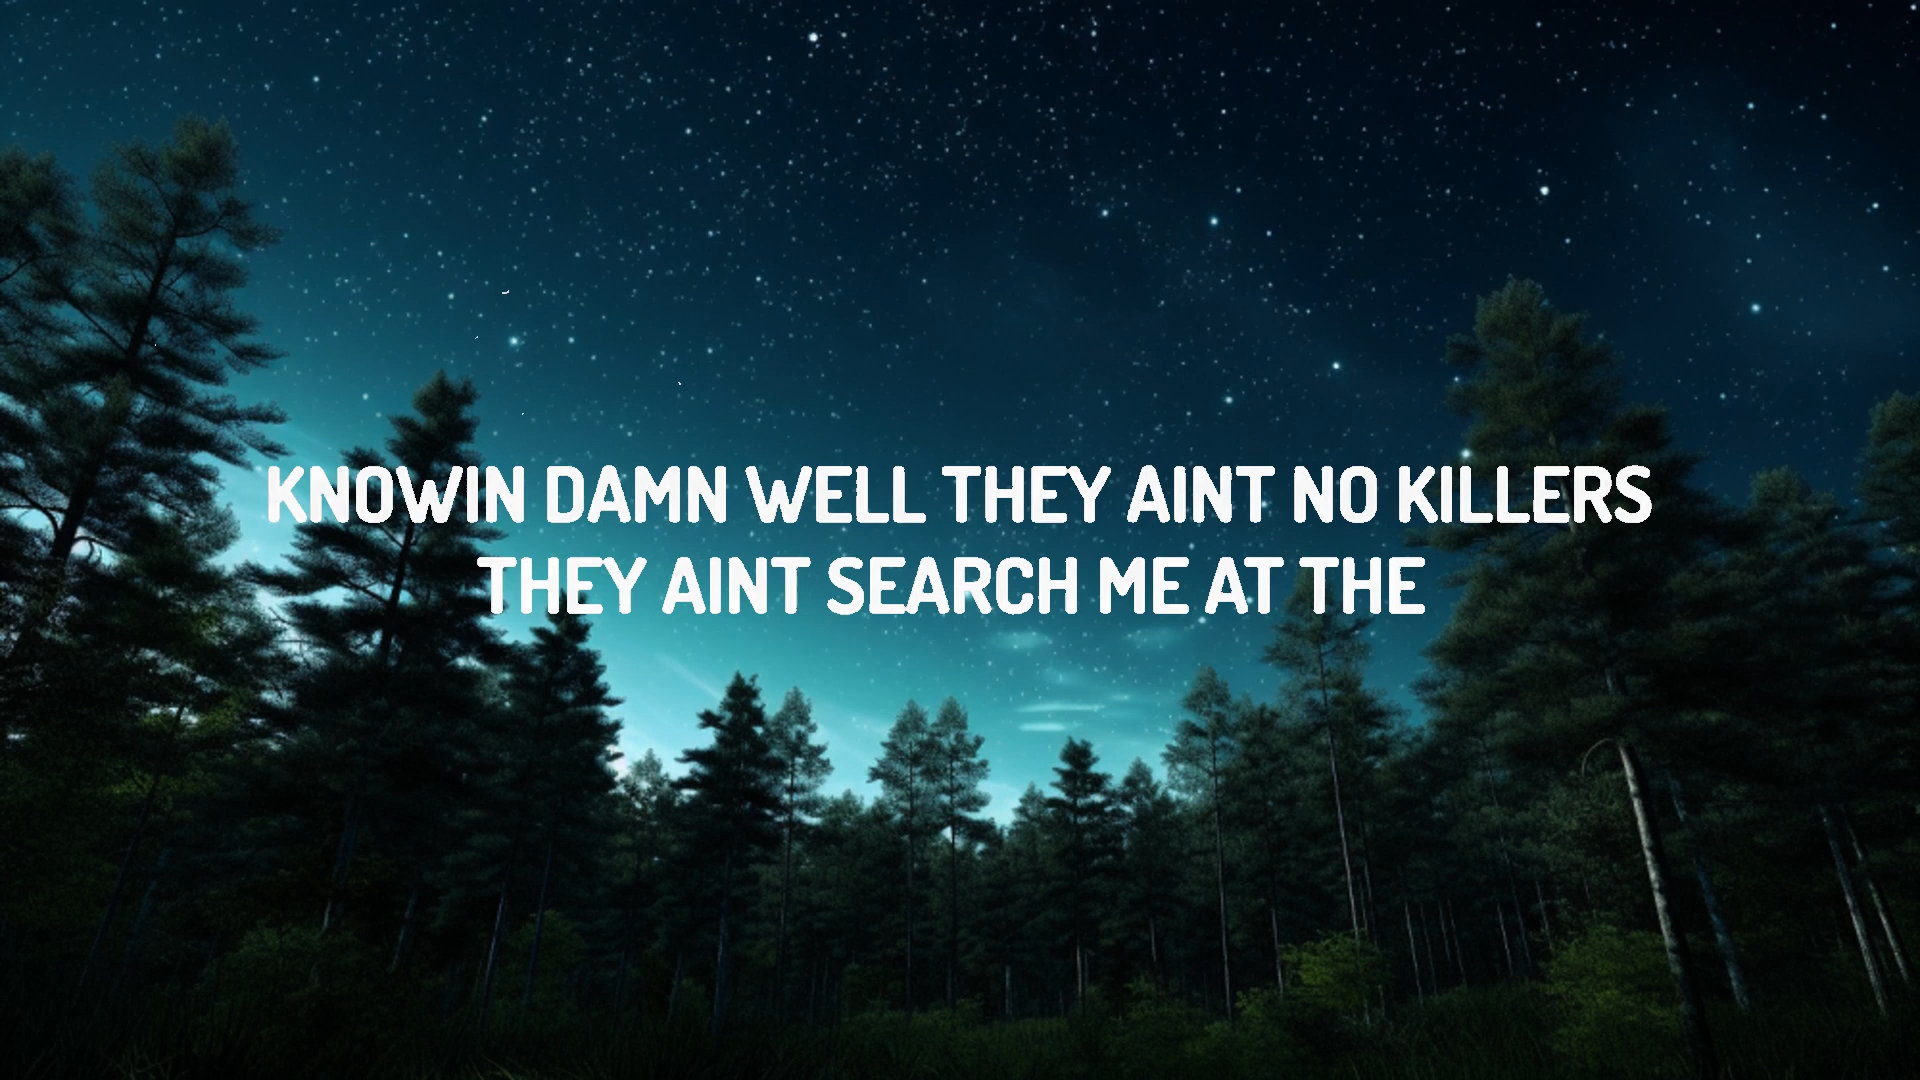 KNOWIN DAMN WELL THEY AINT NO KILLERS
THEY AINT SEARCH ME AT THE